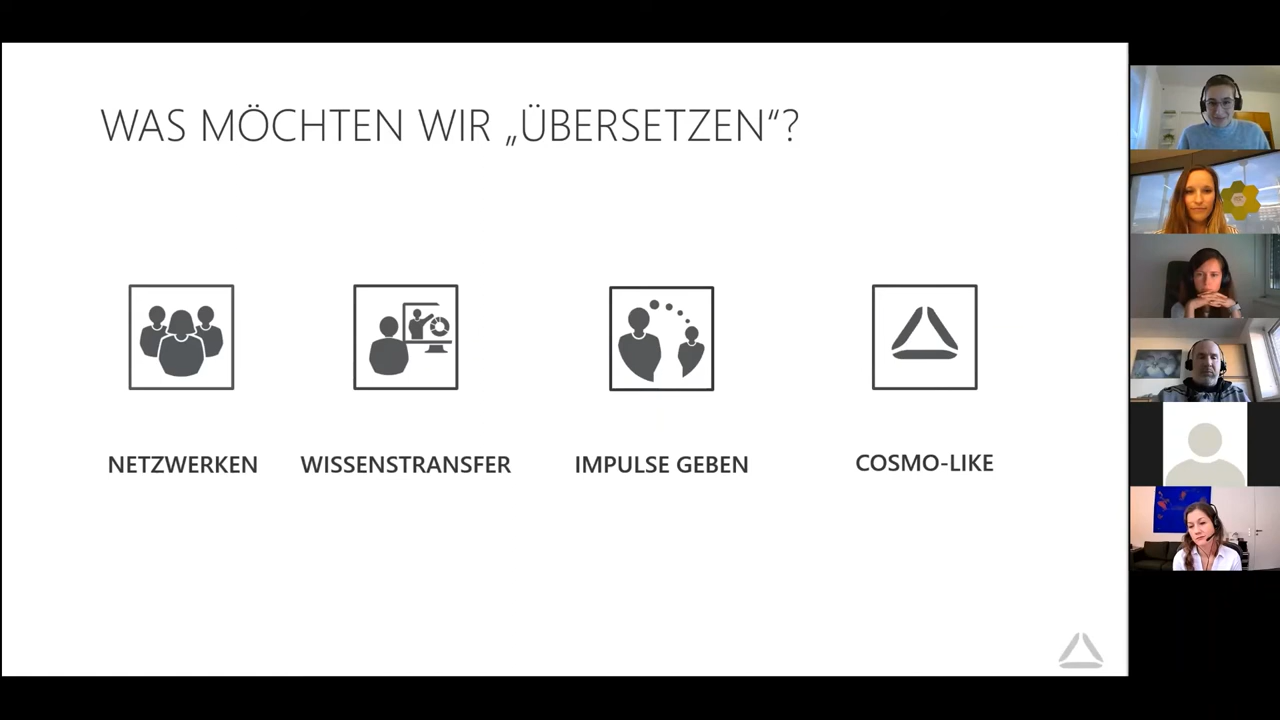 WAS MÖCHTEN WIR „ÜBERSETZEN“?
NETZWERKEN
WISSENSTRANSFER
IMPULSE GEBEN
COSMO-LIKE